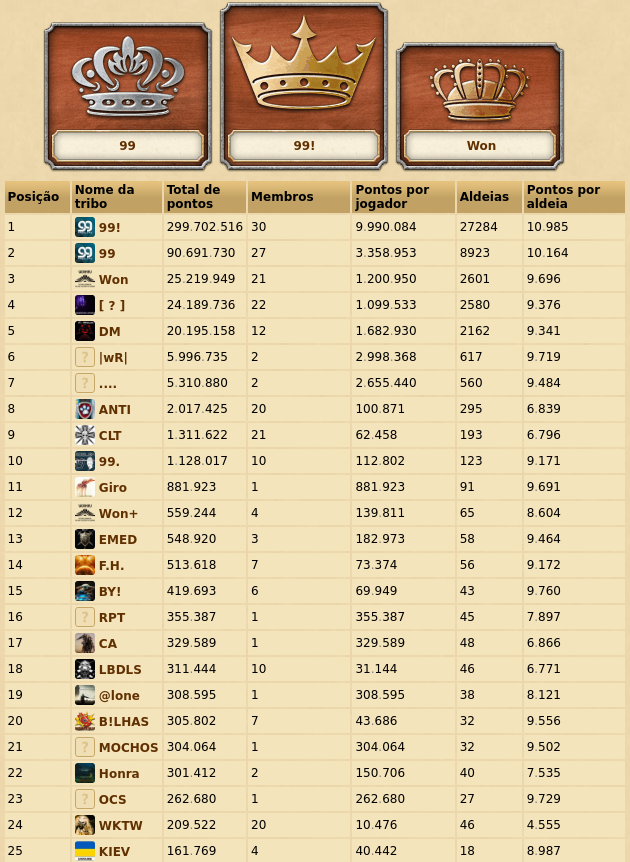 99
99!
Won
Posição Nome da tribo Total de pontos Membros Pontos por jogador Aldeias Pontos por aldeia
1 99! 299.702.516 30 9.990.084 27284 10.985
2 99 90.691.730 27 3.358.953 8923 10.164
3 Won 25.219.949 21 1.200.950 2601 9.696
4 [ ? ] 24.189.736 22 1.099.533 2580 9.376
5 DM 20.195.158 12 1.682.930 2162 9.341
6 |wR| 5.996.735 2 2.998.368 617 9.719
7 .... 5.310.880 2 2.655.440 560 9.484
8 ANTI 2.017.425 20 100.871 295 6.839
9 CLT 1.311.622 21 62.458 193 6.796
10 99. 1.128.017 10 112.802 123 9.171
11 Giro 881.923 1 881.923 91 9.691
12 Won+ 559.244 4 139.811 65 8.604
13 EMED 548.920 3 182.973 58 9.464
14 F.H. 513.618 7 73.374 56 9.172
15 BY! 419.693 6 69.949 43 9.760
16 RPT 355.387 1 355.387 45 7.897
17 CA 329.589 1 329.589 48 6.866
18 LBDLS 311.444 10 31.144 46 6.771
19 @lone 308.595 1 308.595 38 8.121
20 B!LHAS 305.802 7 43.686 32 9.556
21 MOCHOS 304.064 1 304.064 32 9.502
22 Honra 301.412 2 150.706 40 7.535
23 OCS 262.680 1 262.680 27 9.729
24 WKTW 209.522 20 10.476 46 4.555
25 KIEV 161.769 4 40.442 18 8.987